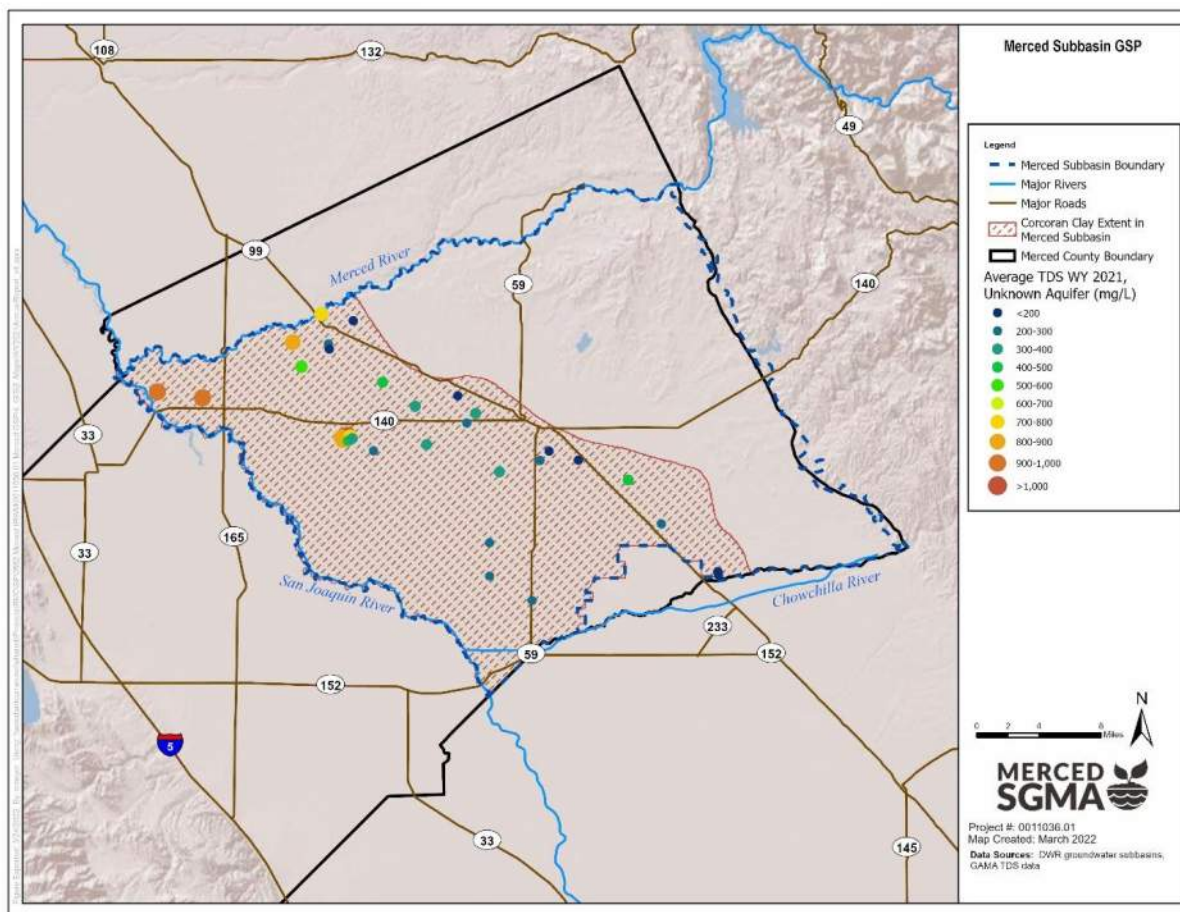 Merced Subbasin GSP
Legend
Merced Subbasin Boundary
Major Rivers
Major Roads
Corcoran Clay Extent in
Merced Subbasin
Merced County Boundary
Average TDS WY 2021,
Unknown Aquifer (mg/L)
<200
200-300
300-400
400-500
500-600
600-700
700-800
800-900
900-1,000
>1,000
108
132
49
99
Merced River
59
140
140
33
165
33
San Joaquin River
Chowchilla River
233
59
152
152
5
33
145
N
0 2 4 8
Miles
MERCED
SGMA
Project #: 0011036.01
Map Created: March 2022
Data Sources: DWR groundwater subbasins,
GAMA TDS data